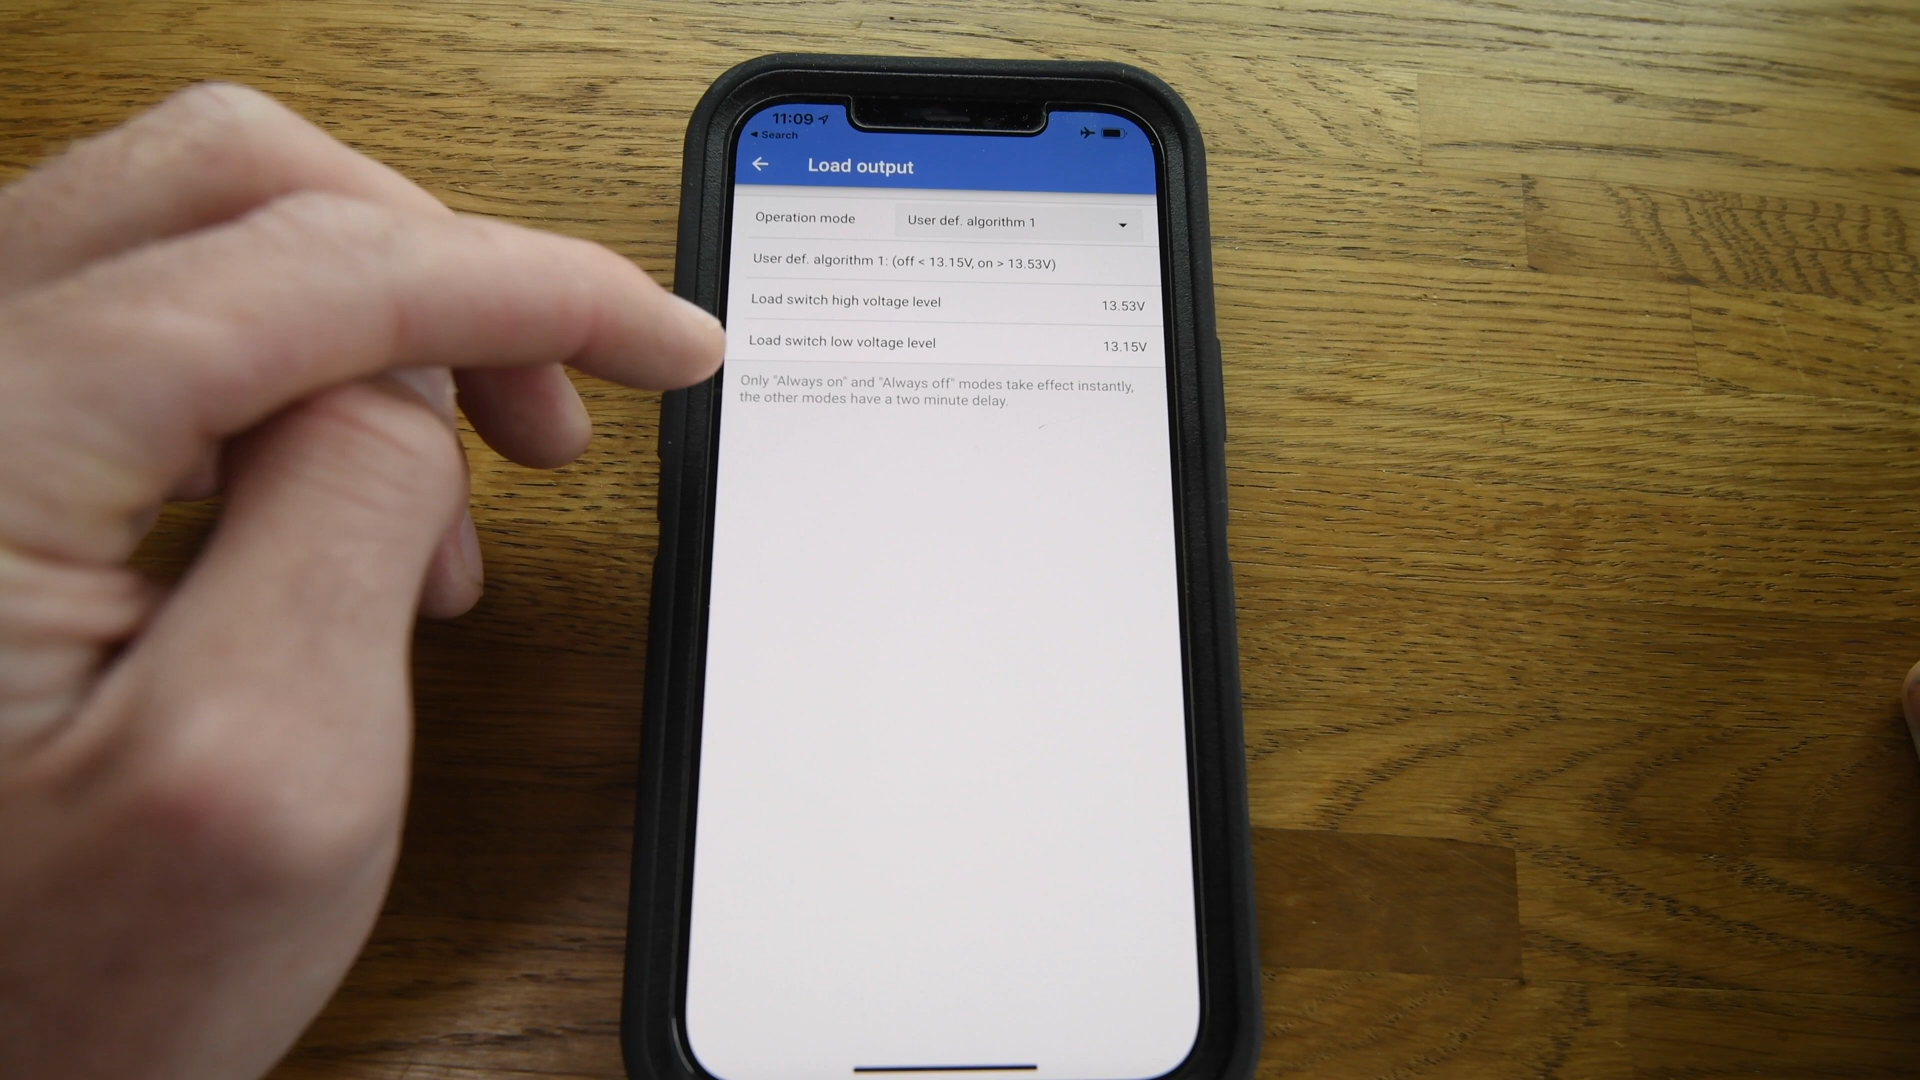 11:09
Search
Load output
Operation mode User def. algorithm 1
User def. algorithm 1: (off < 13.15V, on > 13.53V)
Load switch high voltage level 13.53V
Load switch low voltage level 13.15V
Only "Always on" and "Always off" modes take effect instantly,
the other modes have a two minute delay.